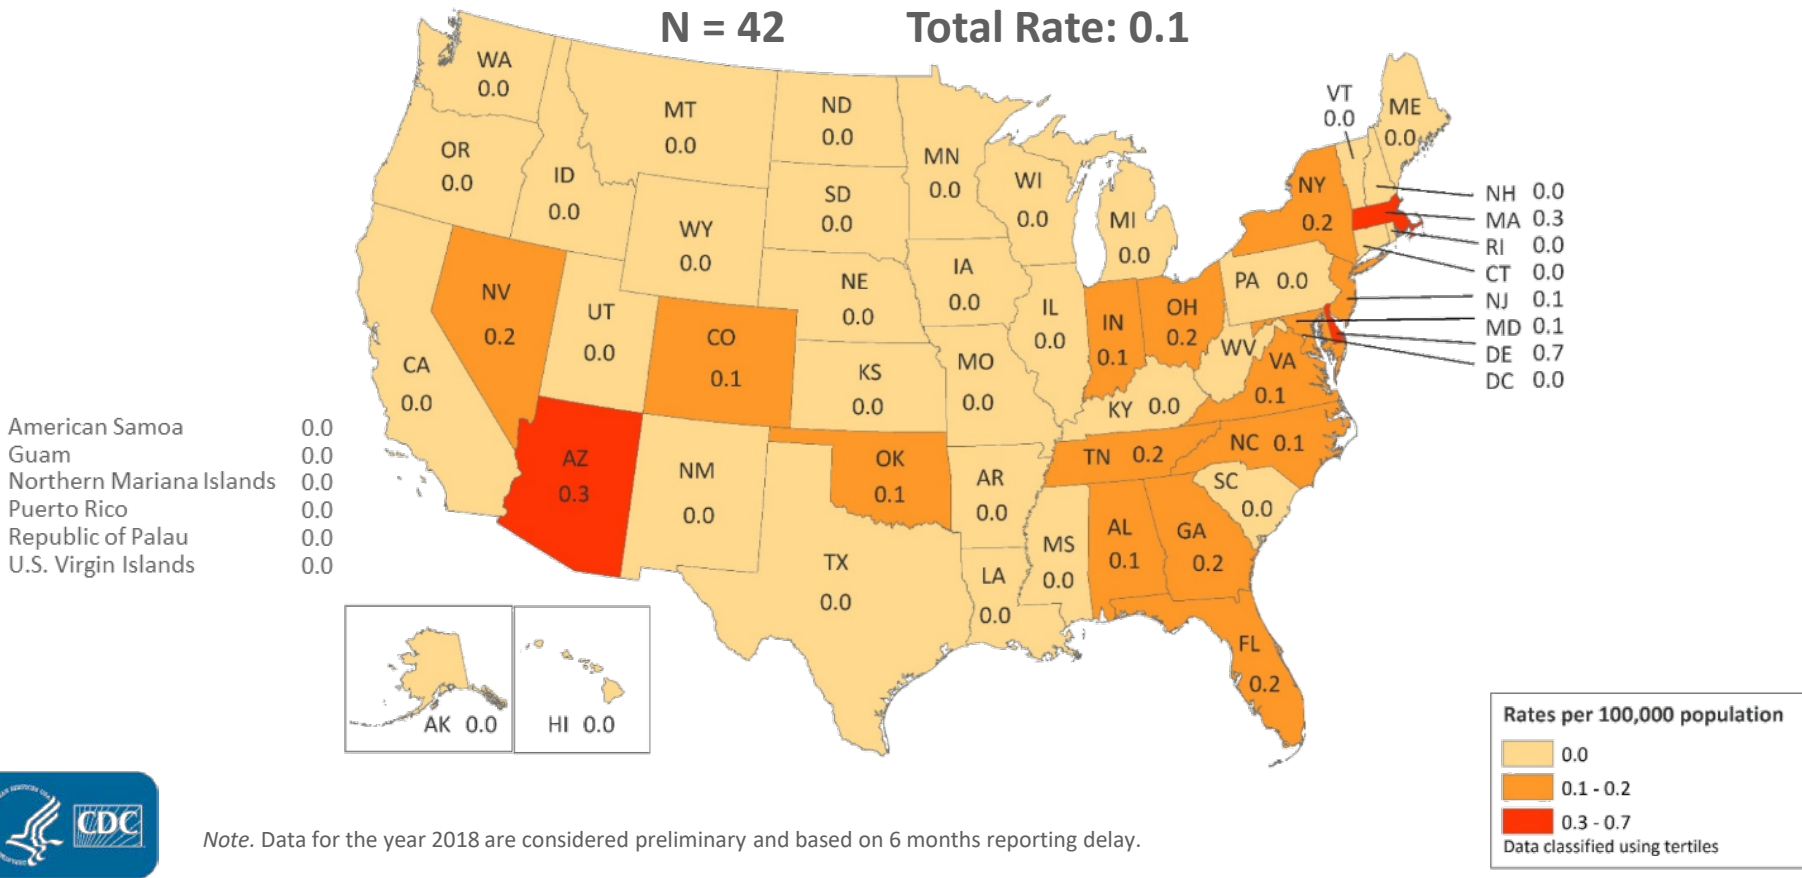 N = 42 Total Rate: 0.1
WA
0.0
MT
0.0
ND
0.0
VT
0.0
ME
0.0
OR
0.0
ID
0.0
MN
0.0
WI
0.0
NY
0.2
NH 0.0
MA 0.3
RI 0.0
CT 0.0
NJ 0.1
MD 0.1
DE 0.7
DC 0.0
SD
0.0
WY
0.0
MI
0.0
NE
0.0
IA
0.0
PA 0.0
NV
0.2
UT
0.0
CO
0.1
IL
0.0
IN
0.1
OH
0.2
WV
VA
0.1
CA
0.0
KS
0.0
MO
0.0
KY 0.0
American Samoa 0.0
Guam 0.0
Northern Mariana Islands 0.0
Puerto Rico 0.0
Republic of Palau 0.0
U.S. Virgin Islands 0.0
AZ
0.3
NM
0.0
OK
0.1
AR
0.0
TN 0.2
NC 0.1
SC
0.0
TX
0.0
LA
0.0
MS
0.0
AL
0.1
GA
0.2
FL
0.2
AK 0.0
HI 0.0
Rates per 100,000 population
0.0
0.1 - 0.2
0.3 - 0.7
Data classified using tertiles
CDC
Note. Data for the year 2018 are considered preliminary and based on 6 months reporting delay.